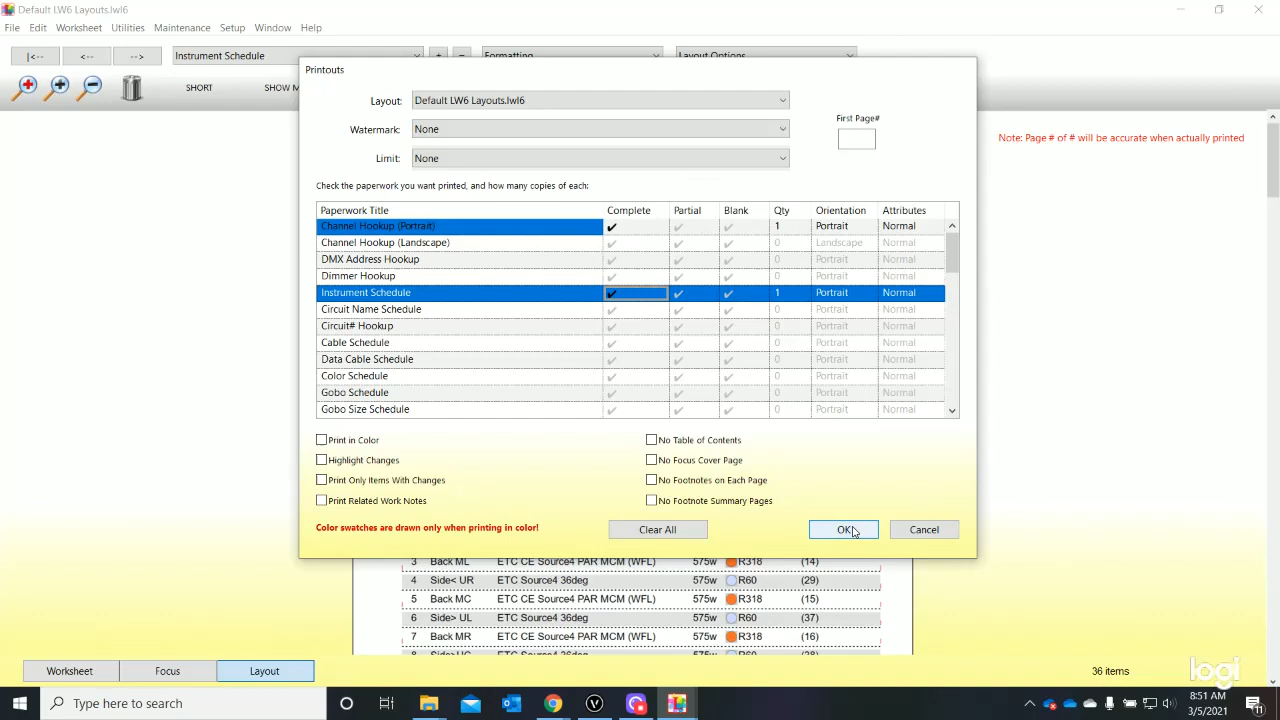 Default LW6 Layouts.lwl6
File Edit Worksheet Utilities Maintenance Setup Window Help
|<-- <-- --> Instrument Schedule + − Formatting Layout Options
SHORT SHOW M
Printouts
Layout: Default LW6 Layouts.lwl6
Watermark: None
Limit: None
First Page#
Note: Page # of # will be accurate when actually printed
Check the paperwork you want printed, and how many copies of each:
Paperwork Title Complete Partial Blank Qty Orientation Attributes
Channel Hookup (Portrait) ✓ ✓ ✓ 1 Portrait Normal
Channel Hookup (Landscape) ✓ ✓ ✓ 0 Landscape Normal
DMX Address Hookup ✓ ✓ ✓ 0 Portrait Normal
Dimmer Hookup ✓ ✓ ✓ 0 Portrait Normal
Instrument Schedule ✓ ✓ ✓ 1 Portrait Normal
Circuit Name Schedule ✓ ✓ ✓ 0 Portrait Normal
Circuit# Hookup ✓ ✓ ✓ 0 Portrait Normal
Cable Schedule ✓ ✓ ✓ 0 Portrait Normal
Data Cable Schedule ✓ ✓ ✓ 0 Portrait Normal
Color Schedule ✓ ✓ ✓ 0 Portrait Normal
Gobo Schedule ✓ ✓ ✓ 0 Portrait Normal
Gobo Size Schedule ✓ ✓ ✓ 0 Portrait Normal
Print in Color No Table of Contents
Highlight Changes No Focus Cover Page
Print Only Items With Changes No Footnotes on Each Page
Print Related Work Notes No Footnote Summary Pages
Color swatches are drawn only when printing in color! Clear All OK Cancel
3 Back ML ETC CE Source4 PAR MCM (WFL) 575w R318 (14)
4 Side< UR ETC Source4 36deg 575w R60 (29)
5 Back MC ETC CE Source4 PAR MCM (WFL) 575w R318 (15)
6 Side> UL ETC Source4 36deg 575w R60 (37)
7 Back MR ETC CE Source4 PAR MCM (WFL) 575w R318 (16)
Worksheet Focus Layout 36 items logi
Type here to search
8:51 AM
3/5/2021
11